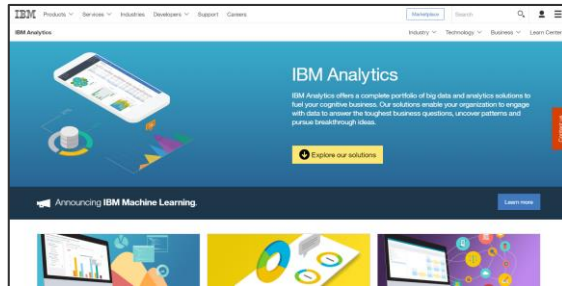 IBM Products Services Industries Developers Support Careers Marketplace Search
IBM Analytics Industry Technology Business Learn Center
IBM Analytics
IBM Analytics offers a complete portfolio of big data and analytics solutions to
fuel your cognitive business. Our solutions enable your organization to engage
with data to answer the toughest business questions, uncover patterns and
pursue breakthrough ideas.
Explore our solutions
Announcing IBM Machine Learning. Learn more